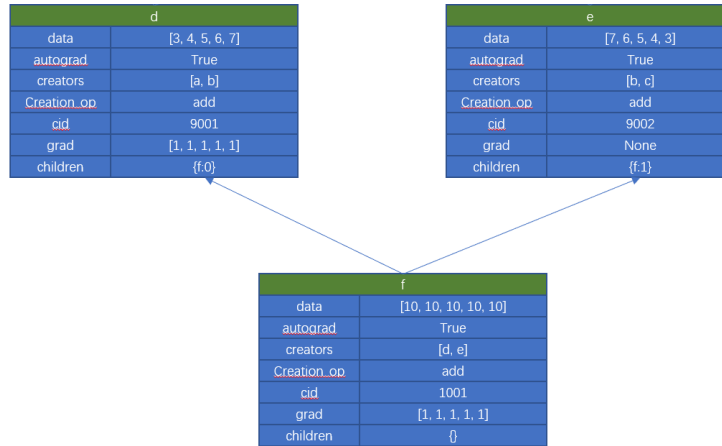 d
data [3, 4, 5, 6, 7]
autograd True
creators [a, b]
Creation_op add
cid 9001
grad [1, 1, 1, 1, 1]
children {f:0}
e
data [7, 6, 5, 4, 3]
autograd True
creators [b, c]
Creation_op add
cid 9002
grad None
children {f:1}
f
data [10, 10, 10, 10, 10]
autograd True
creators [d, e]
Creation_op add
cid 1001
grad [1, 1, 1, 1, 1]
children {}